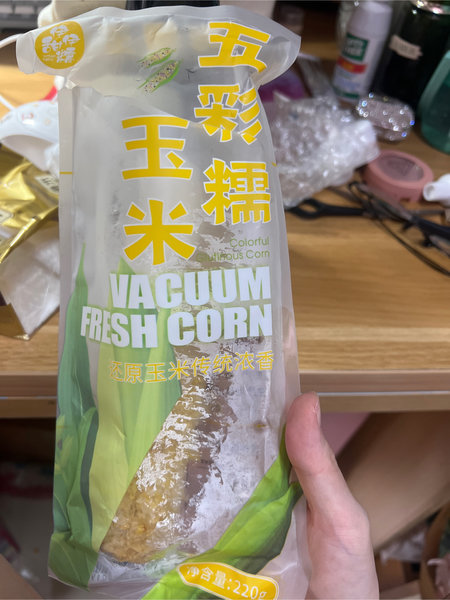 五彩糯
玉米
Colorful
Glutinous Corn
VACUUM
FRESH CORN
还原玉米传统浓香
净含量:220g